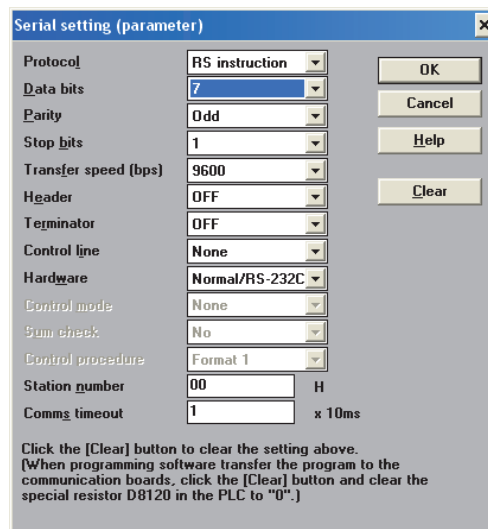 Serial setting (parameter)
Protocol RS instruction
OK
Data bits 7
Cancel
Parity Odd
Stop bits 1
Help
Transfer speed (bps) 9600
Header OFF
Clear
Terminator OFF
Control line None
Hardware Normal/RS-232C
Control mode None
Sum check No
Control procedure Format 1
Station number 00 H
Comms timeout 1 x 10ms
Click the [Clear] button to clear the setting above.
(When programming software transfer the program to the
communication boards, click the [Clear] button and clear the
special resistor D8120 in the PLC to "0".)